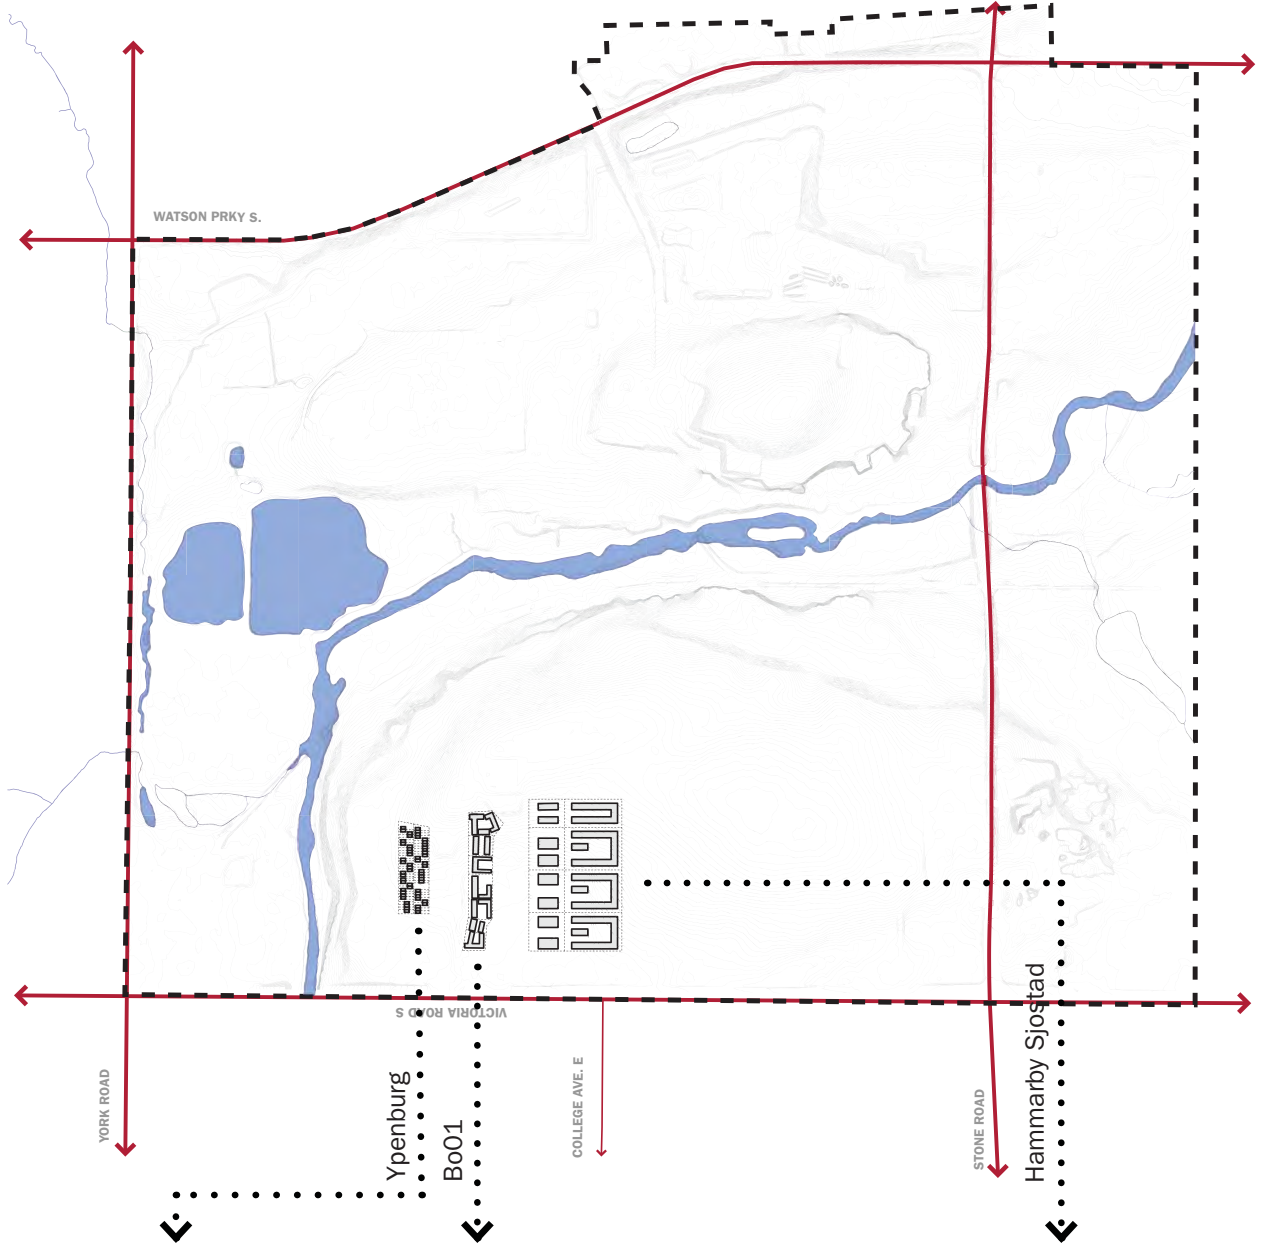 WATSON PRKY S.
VICTORIA ROAD S
YORK ROAD
Ypenburg
Bo01
COLLEGE AVE. E
STONE ROAD
Hammarby Sjostad